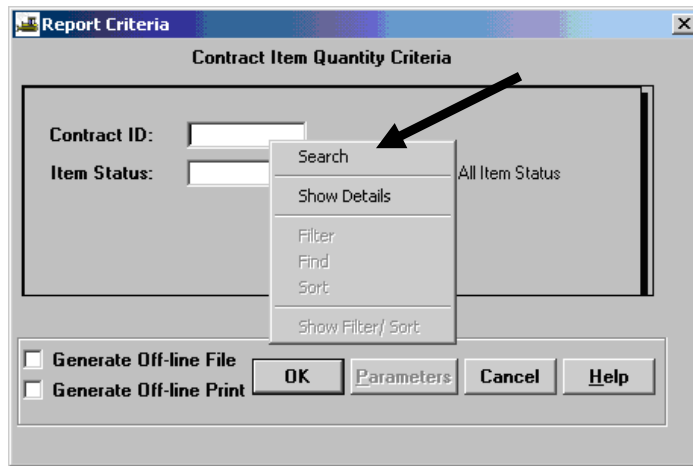 Report Criteria
Contract Item Quantity Criteria
Contract ID:
Item Status:
All Item Status
Search
Show Details
Filter
Find
Sort
Show Filter/ Sort
Generate Off-line File
Generate Off-line Print
OK
Parameters
Cancel
Help